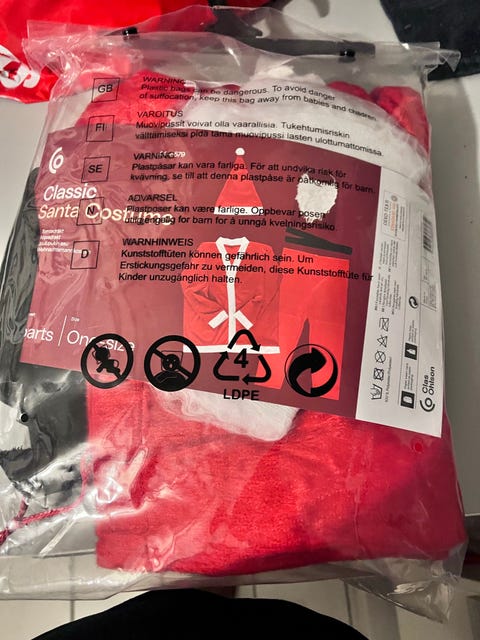 GB
WARNING
Plastic bags can be dangerous. To avoid danger
of suffocation, keep this bag away from babies and children.
FI
VAROITUS
Muovipussit voivat olla vaarallisia. Tukehtumisriskin
välttämiseksi pidä tämä muovipussi lasten ulottumattomissa.
SE
VARNING
Plastpåsar kan vara farliga. För att undvika risk för
kvävning, se till att denna plastpåse är påtkomlig för barn.
N
ADVARSEL
Plastposer kan være farlige. Oppbevar posen
utilgjengelig for barn for å unngå kvelningsrisiko.
D
WARNHINWEIS
Kunststofftüten können gefährlich sein. Um
Erstickungsgefahr zu vermeiden, diese Kunststofftüte für
Kinder unzugänglich halten.
Classic
Santa Costume
parts
Size
One-size
4
LDPE
Clas
Ohlson